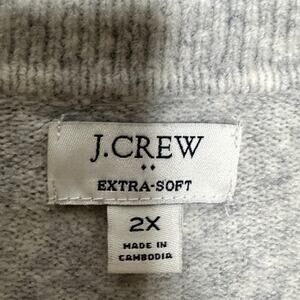 J.CREW
••
EXTRA-SOFT
2X
MADE IN
CAMBODIA